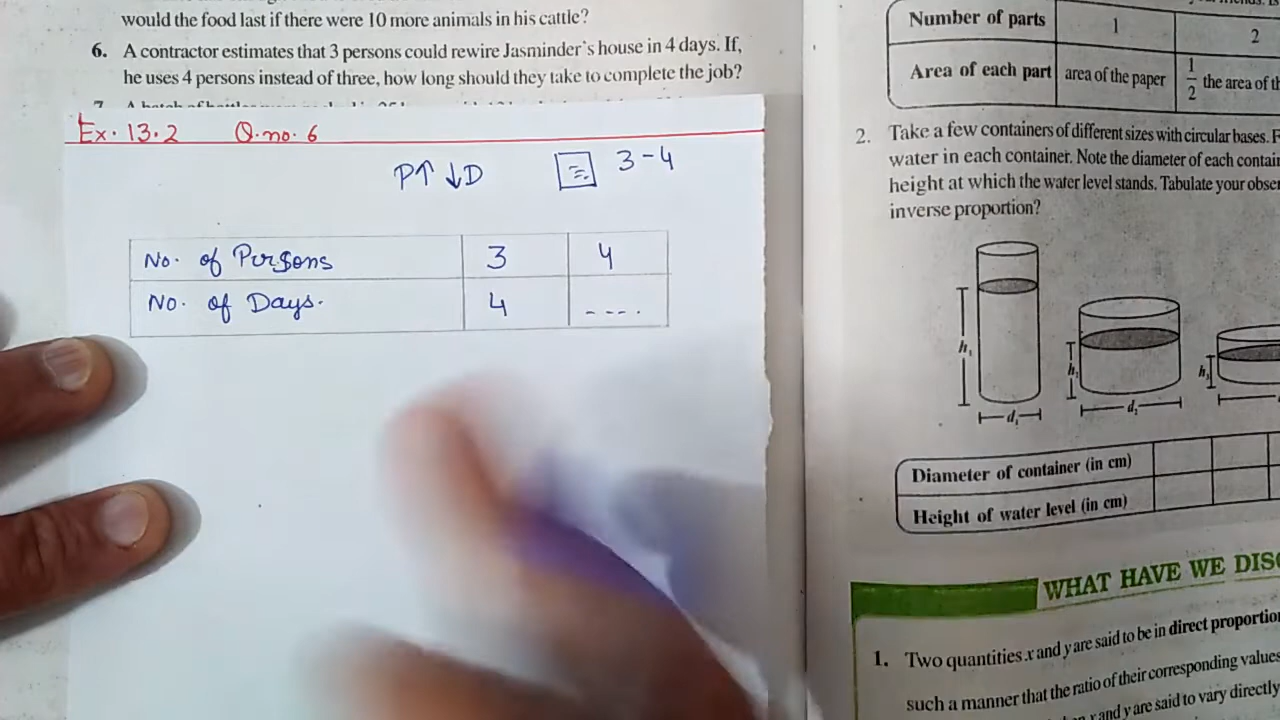 would the food last if there were 10 more animals in his cattle?
6. A contractor estimates that 3 persons could rewire Jasminder's house in 4 days. If,
he uses 4 persons instead of three, how long should they take to complete the job?
7.
Ex. 13.2 Q.no. 6
P↑ ↓D 3-4
No. of Persons 3 4
No. of Days. 4 ----.
Number of parts 1 2
Area of each part area of the paper 1/2 the area of th
2. Take a few containers of different sizes with circular bases. F
water in each container. Note the diameter of each contai
height at which the water level stands. Tabulate your obser
inverse proportion?
h₁ h₂ h₃
d₁ d₂
Diameter of container (in cm)
Height of water level (in cm)
WHAT HAVE WE DISC
1. Two quantities x and y are said to be in direct proportion
such a manner that the ratio of their corresponding values
x and y are said to vary directly